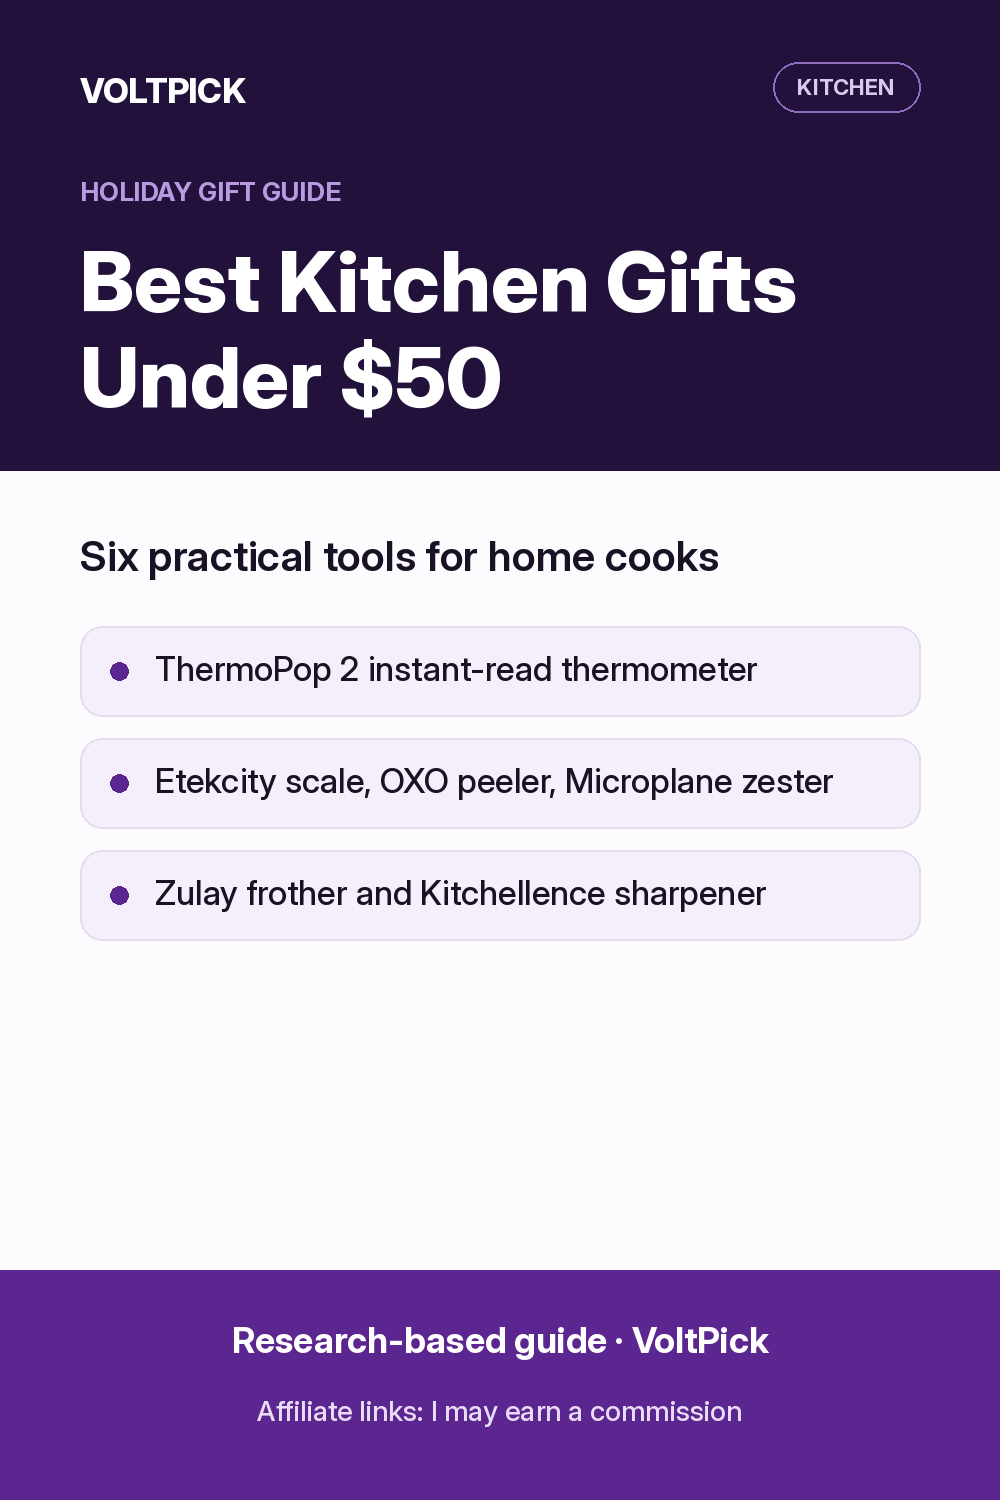 VOLTPICK
KITCHEN
HOLIDAY GIFT GUIDE
Best Kitchen Gifts
Under $50
Six practical tools for home cooks
ThermoPop 2 instant-read thermometer
Etekcity scale, OXO peeler, Microplane zester
Zulay frother and Kitchellence sharpener
Research-based guide · VoltPick
Affiliate links: I may earn a commission